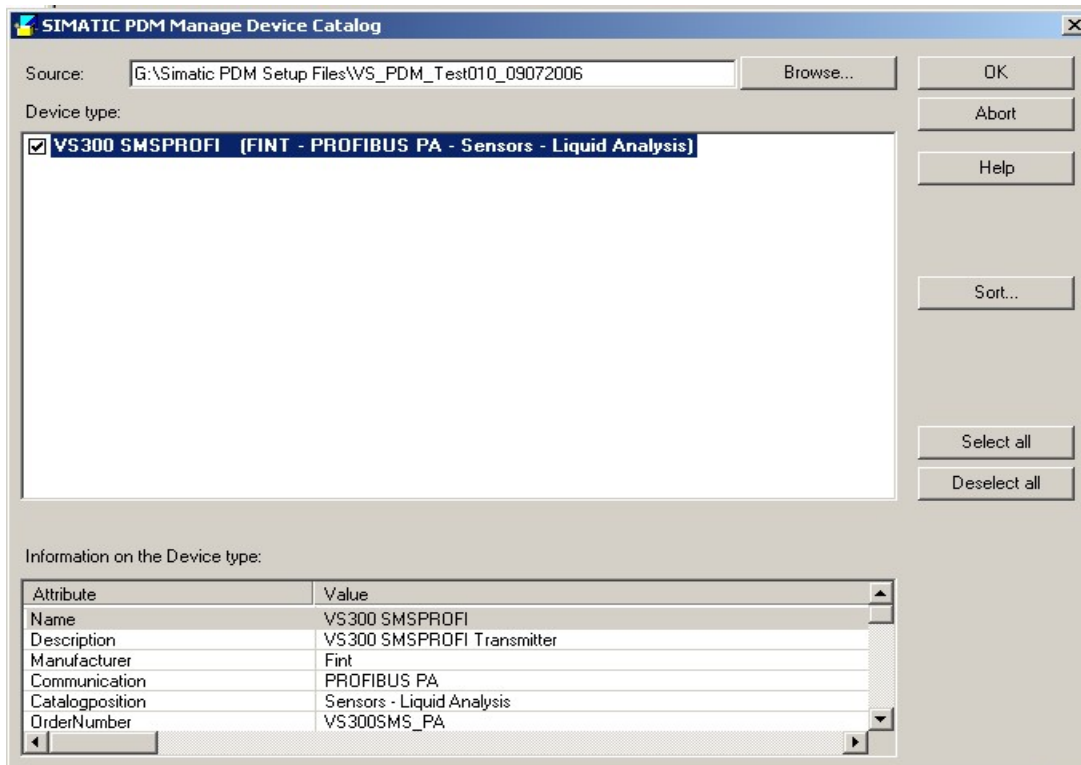 SIMATIC PDM Manage Device Catalog
Source: G:\Simatic PDM Setup Files\VS_PDM_Test010_09072006 Browse... OK
Device type: Abort
VS300 SMSPROFI (FINT - PROFIBUS PA - Sensors - Liquid Analysis)
Help
Sort...
Select all
Deselect all
Information on the Device type:
Attribute Value
Name VS300 SMSPROFI
Description VS300 SMSPROFI Transmitter
Manufacturer Fint
Communication PROFIBUS PA
Catalogposition Sensors - Liquid Analysis
OrderNumber VS300SMS_PA